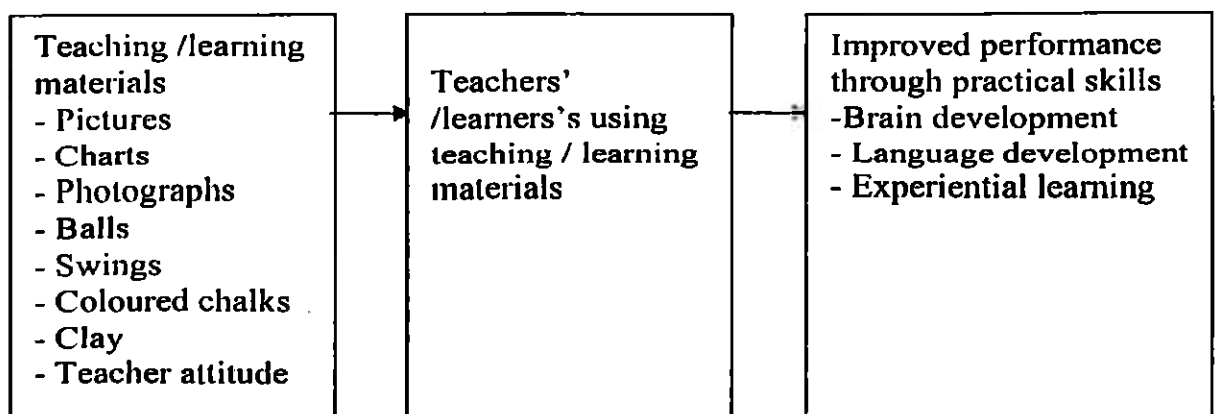 Teaching /learning
materials
- Pictures
- Charts
- Photographs
- Balls
- Swings
- Coloured chalks
- Clay
- Teacher attitude
Teachers'
/learners's using
teaching / learning
materials
Improved performance
through practical skills
-Brain development
- Language development
- Experiential learning